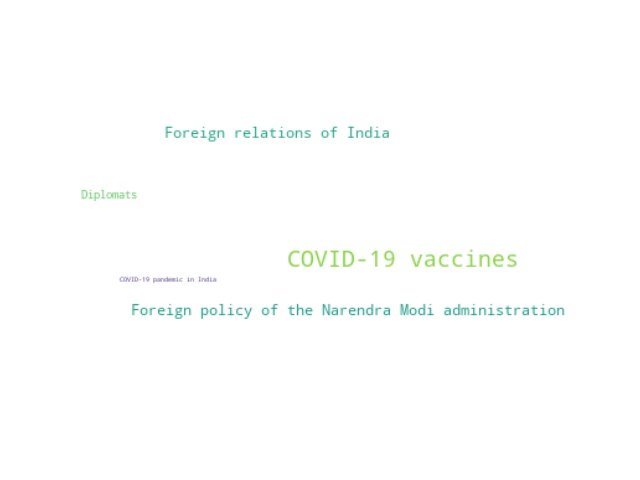 Foreign relations of India
Diplomats
COVID-19 vaccines
COVID-19 pandemic in India
Foreign policy of the Narendra Modi administration